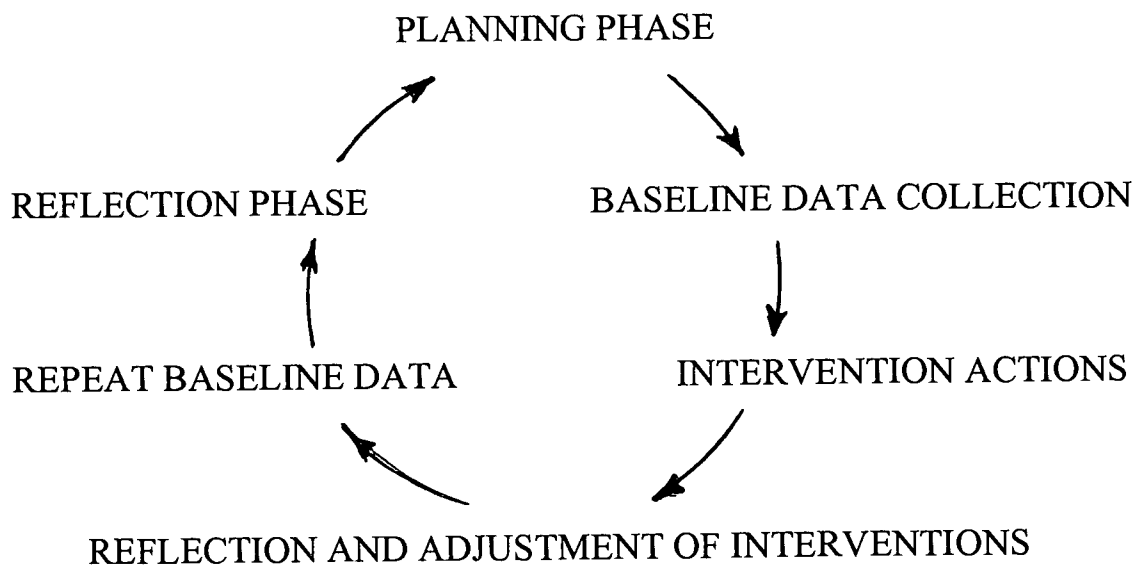 PLANNING PHASE
BASELINE DATA COLLECTION
INTERVENTION ACTIONS
REFLECTION AND ADJUSTMENT OF INTERVENTIONS
REPEAT BASELINE DATA
REFLECTION PHASE